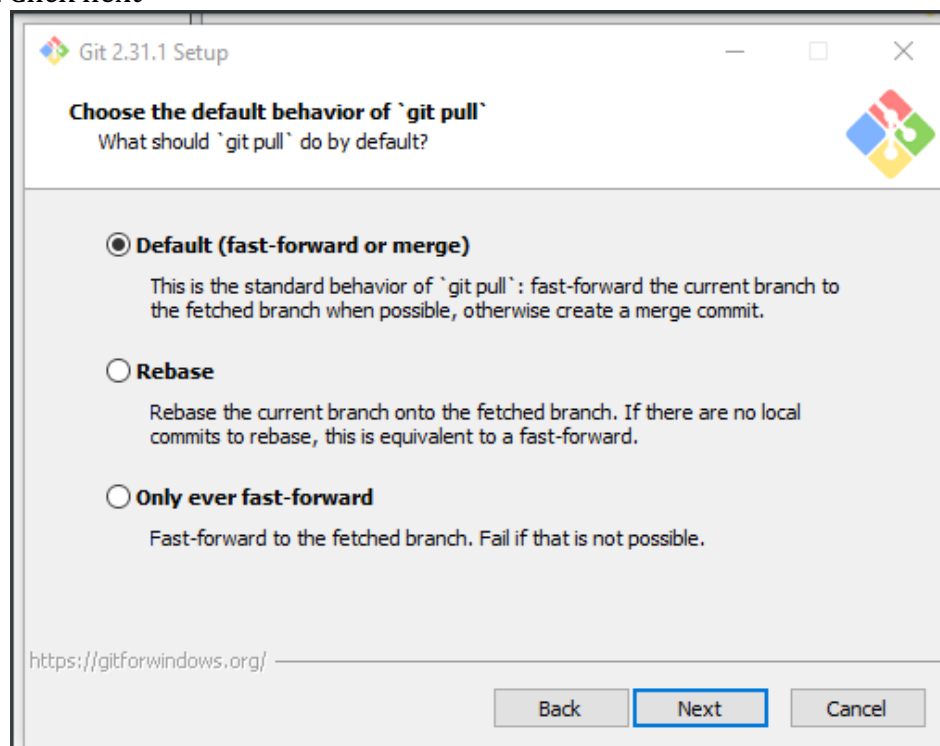 Click next
Git 2.31.1 Setup
Choose the default behavior of `git pull`
What should `git pull` do by default?
Default (fast-forward or merge)
This is the standard behavior of `git pull`: fast-forward the current branch to
the fetched branch when possible, otherwise create a merge commit.
Rebase
Rebase the current branch onto the fetched branch. If there are no local
commits to rebase, this is equivalent to a fast-forward.
Only ever fast-forward
Fast-forward to the fetched branch. Fail if that is not possible.
https://gitforwindows.org/
Back Next Cancel